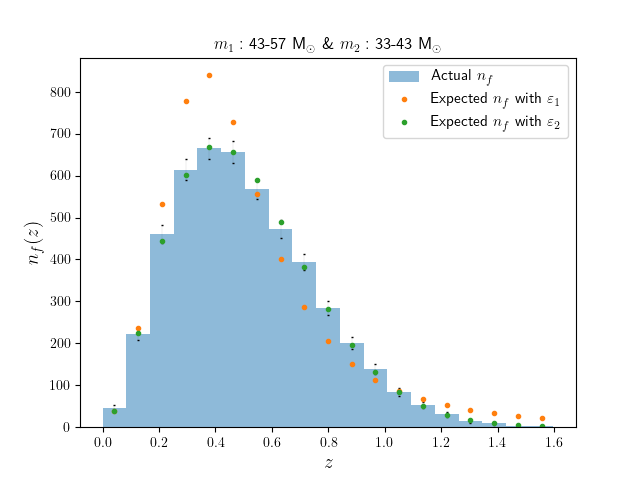 m₁ : 43-57 M⊙ & m₂ : 33-43 M⊙
Actual n_f
Expected n_f with ε₁
Expected n_f with ε₂
n_f(z)
800
700
600
500
400
300
200
100
0
0.0 0.2 0.4 0.6 0.8 1.0 1.2 1.4 1.6
z